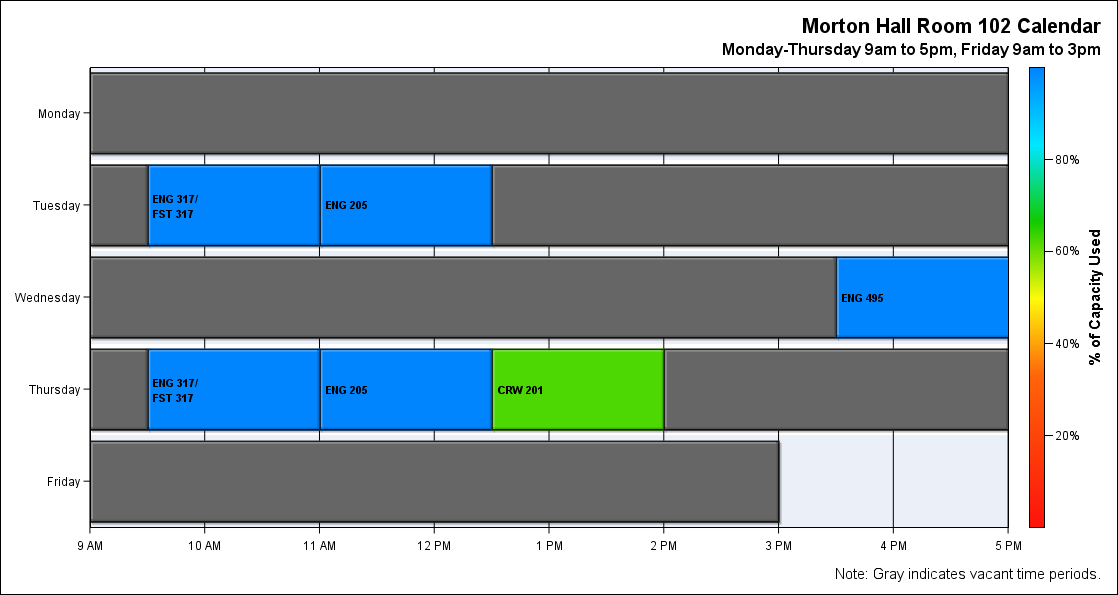 Morton Hall Room 102 Calendar
Monday-Thursday 9am to 5pm, Friday 9am to 3pm
Monday
Tuesday
ENG 317/
FST 317
ENG 205
Wednesday
ENG 495
Thursday
ENG 317/
FST 317
ENG 205
CRW 201
Friday
9 AM
10 AM
11 AM
12 PM
1 PM
2 PM
3 PM
4 PM
5 PM
80%
60%
40%
20%
% of Capacity Used
Note: Gray indicates vacant time periods.